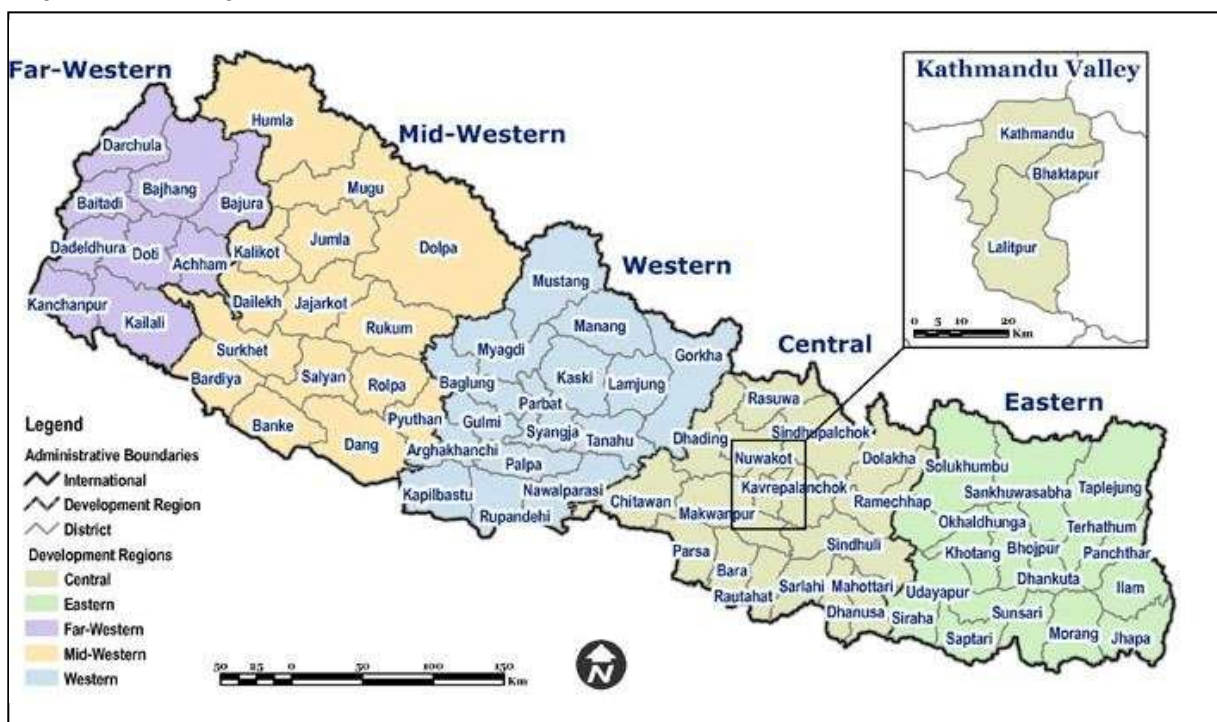 Far-Western
Mid-Western
Western
Central
Eastern
Kathmandu Valley
Kathmandu
Bhaktapur
Lalitpur
0 5 10 20
Km
Humla
Darchula
Bajhang
Mugu
Baitadi
Bajura
Jumla
Dolpa
Kalikot
Dadeldhura
Doti
Achham
Mustang
Kanchanpur
Dailekh
Jajarkot
Kailali
Rukum
Manang
Surkhet
Myagdi
Gorkha
Bardiya
Salyan
Rolpa
Baglung
Kaski
Lamjung
Parbat
Rasuwa
Banke
Pyuthan
Gulmi
Syangja
Tanahu
Dhading
Sindhupalchok
Dang
Arghakhanchi
Palpa
Nuwakot
Dolakha
Solukhumbu
Kapilbastu
Nawalparasi
Chitawan
Kavrepalanchok
Ramechhap
Sankhuwasabha
Taplejung
Rupandehi
Makwanpur
Okhaldhunga
Terhathum
Parsa
Sindhuli
Khotang
Bhojpur
Panchthar
Bara
Rautahat
Sarlahi
Mahottari
Udayapur
Dhankuta
Ilam
Dhanusa
Siraha
Sunsari
Saptari
Morang
Jhapa
Legend
Administrative Boundaries
International
Development Region
District
Development Regions
Central
Eastern
Far-Western
Mid-Western
Western
50 25 0 50 100 150
Km
N